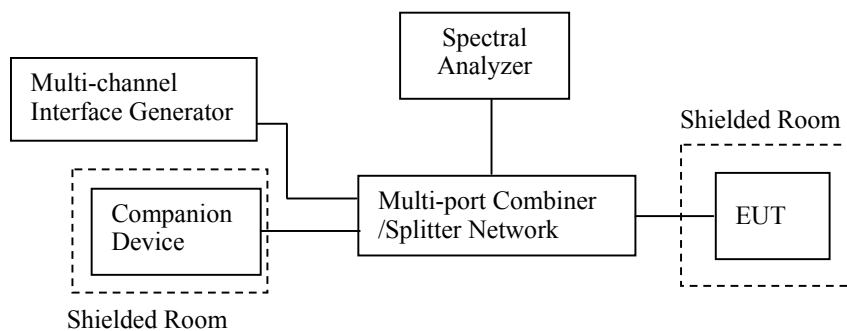 Spectral
Analyzer
Multi-channel
Interface Generator
Shielded Room
Multi-port Combiner
/Splitter Network
Companion
Device
EUT
Shielded Room